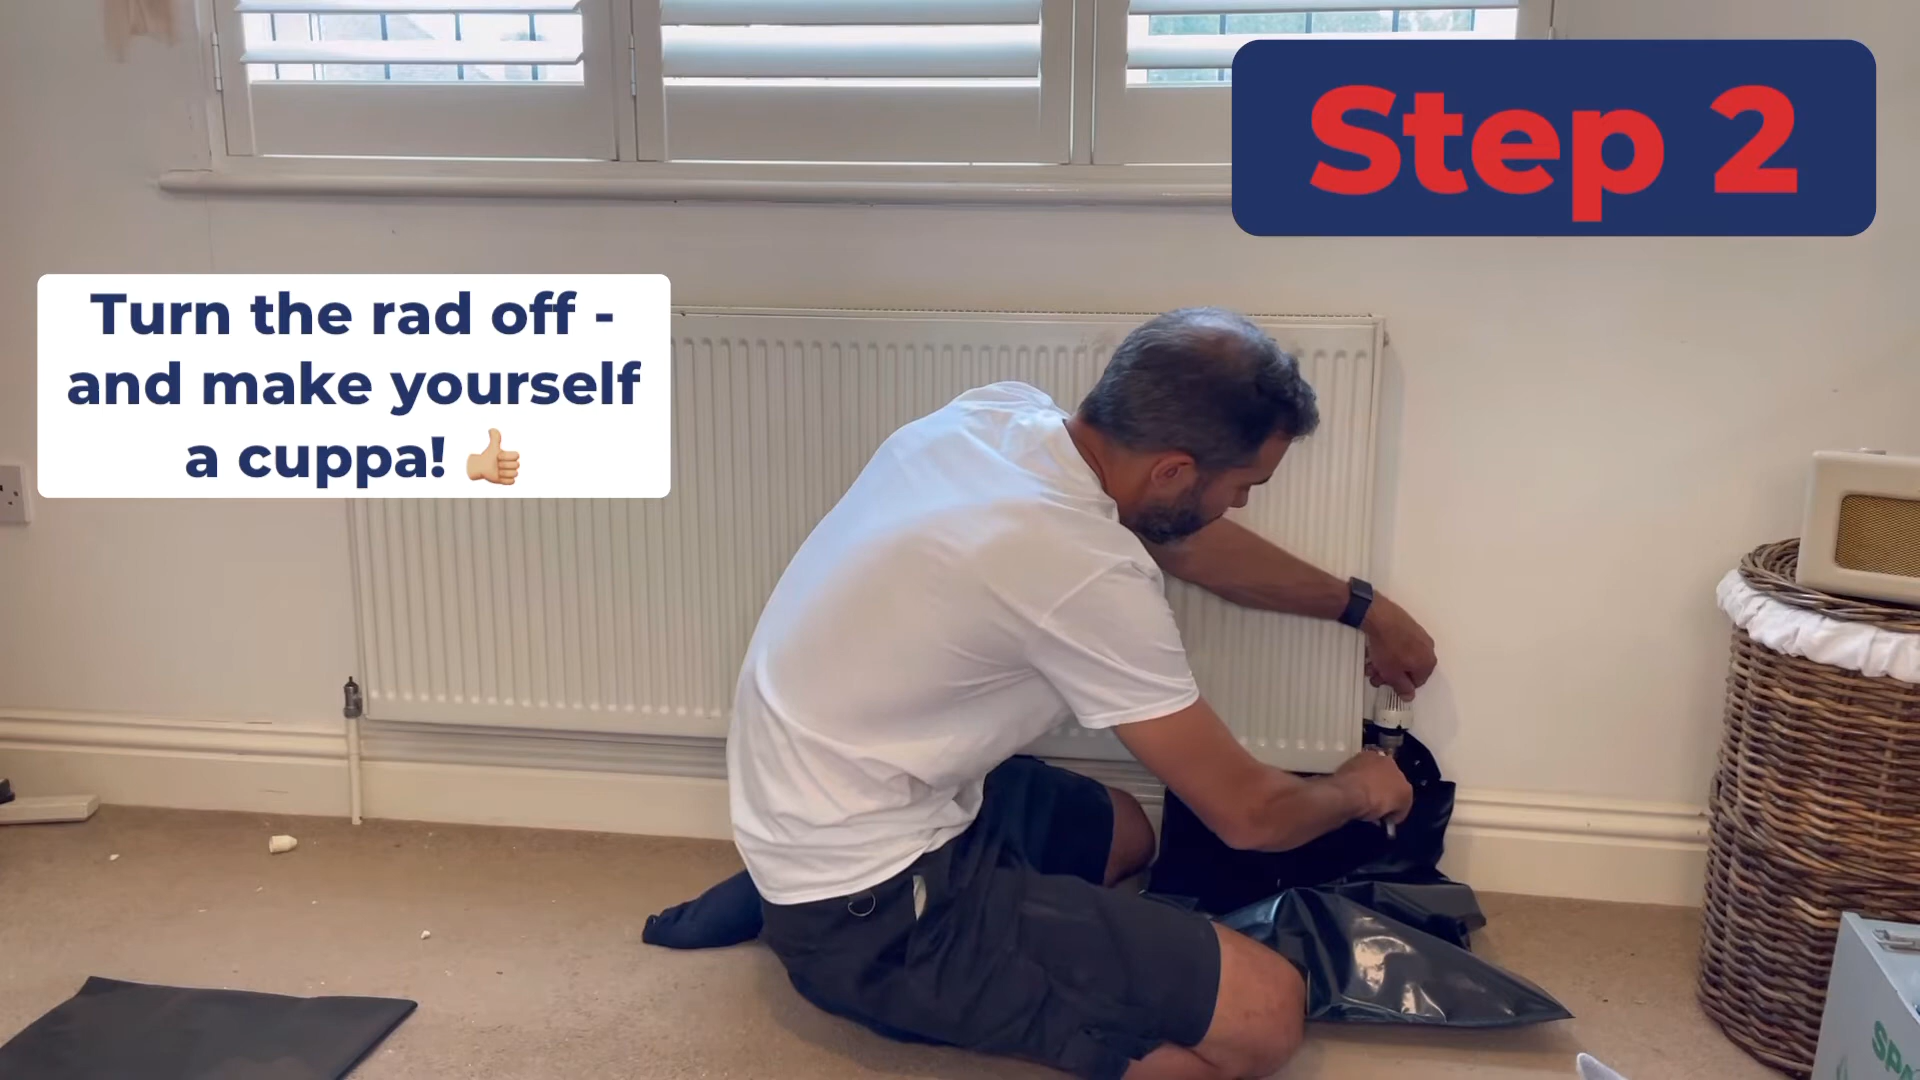 Step 2
Turn the rad off -
and make yourself
a cuppa! 👍🏼